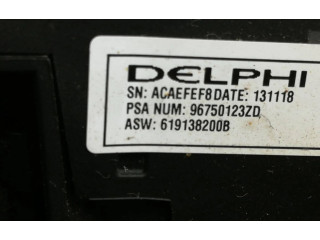 DELPHI
SN: ACAEFEF8 DATE: 131118
PSA NUM: 96750123ZD
ASW: 619138200B